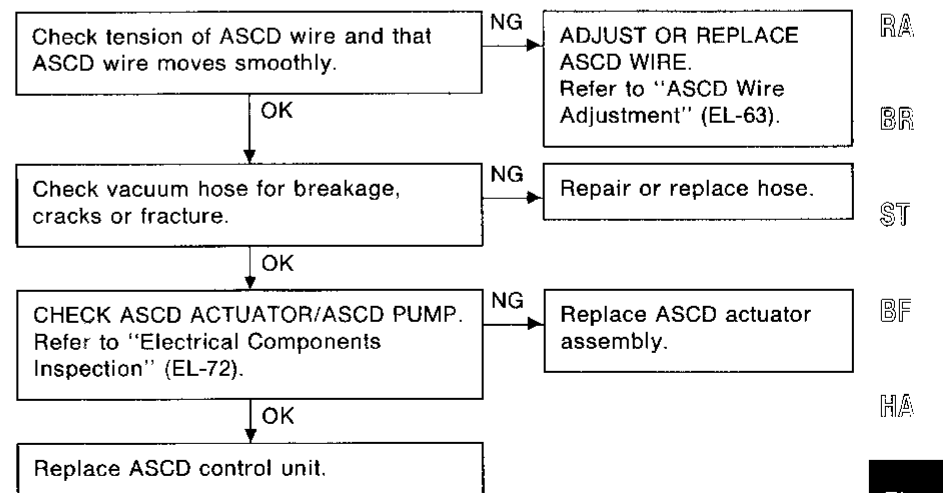 Check tension of ASCD wire and that
ASCD wire moves smoothly.
NG
ADJUST OR REPLACE
ASCD WIRE.
Refer to "ASCD Wire
Adjustment" (EL-63).
OK
Check vacuum hose for breakage,
cracks or fracture.
NG
Repair or replace hose.
OK
CHECK ASCD ACTUATOR/ASCD PUMP.
Refer to "Electrical Components
Inspection" (EL-72).
NG
Replace ASCD actuator
assembly.
OK
Replace ASCD control unit.
RA
BR
ST
BF
HA